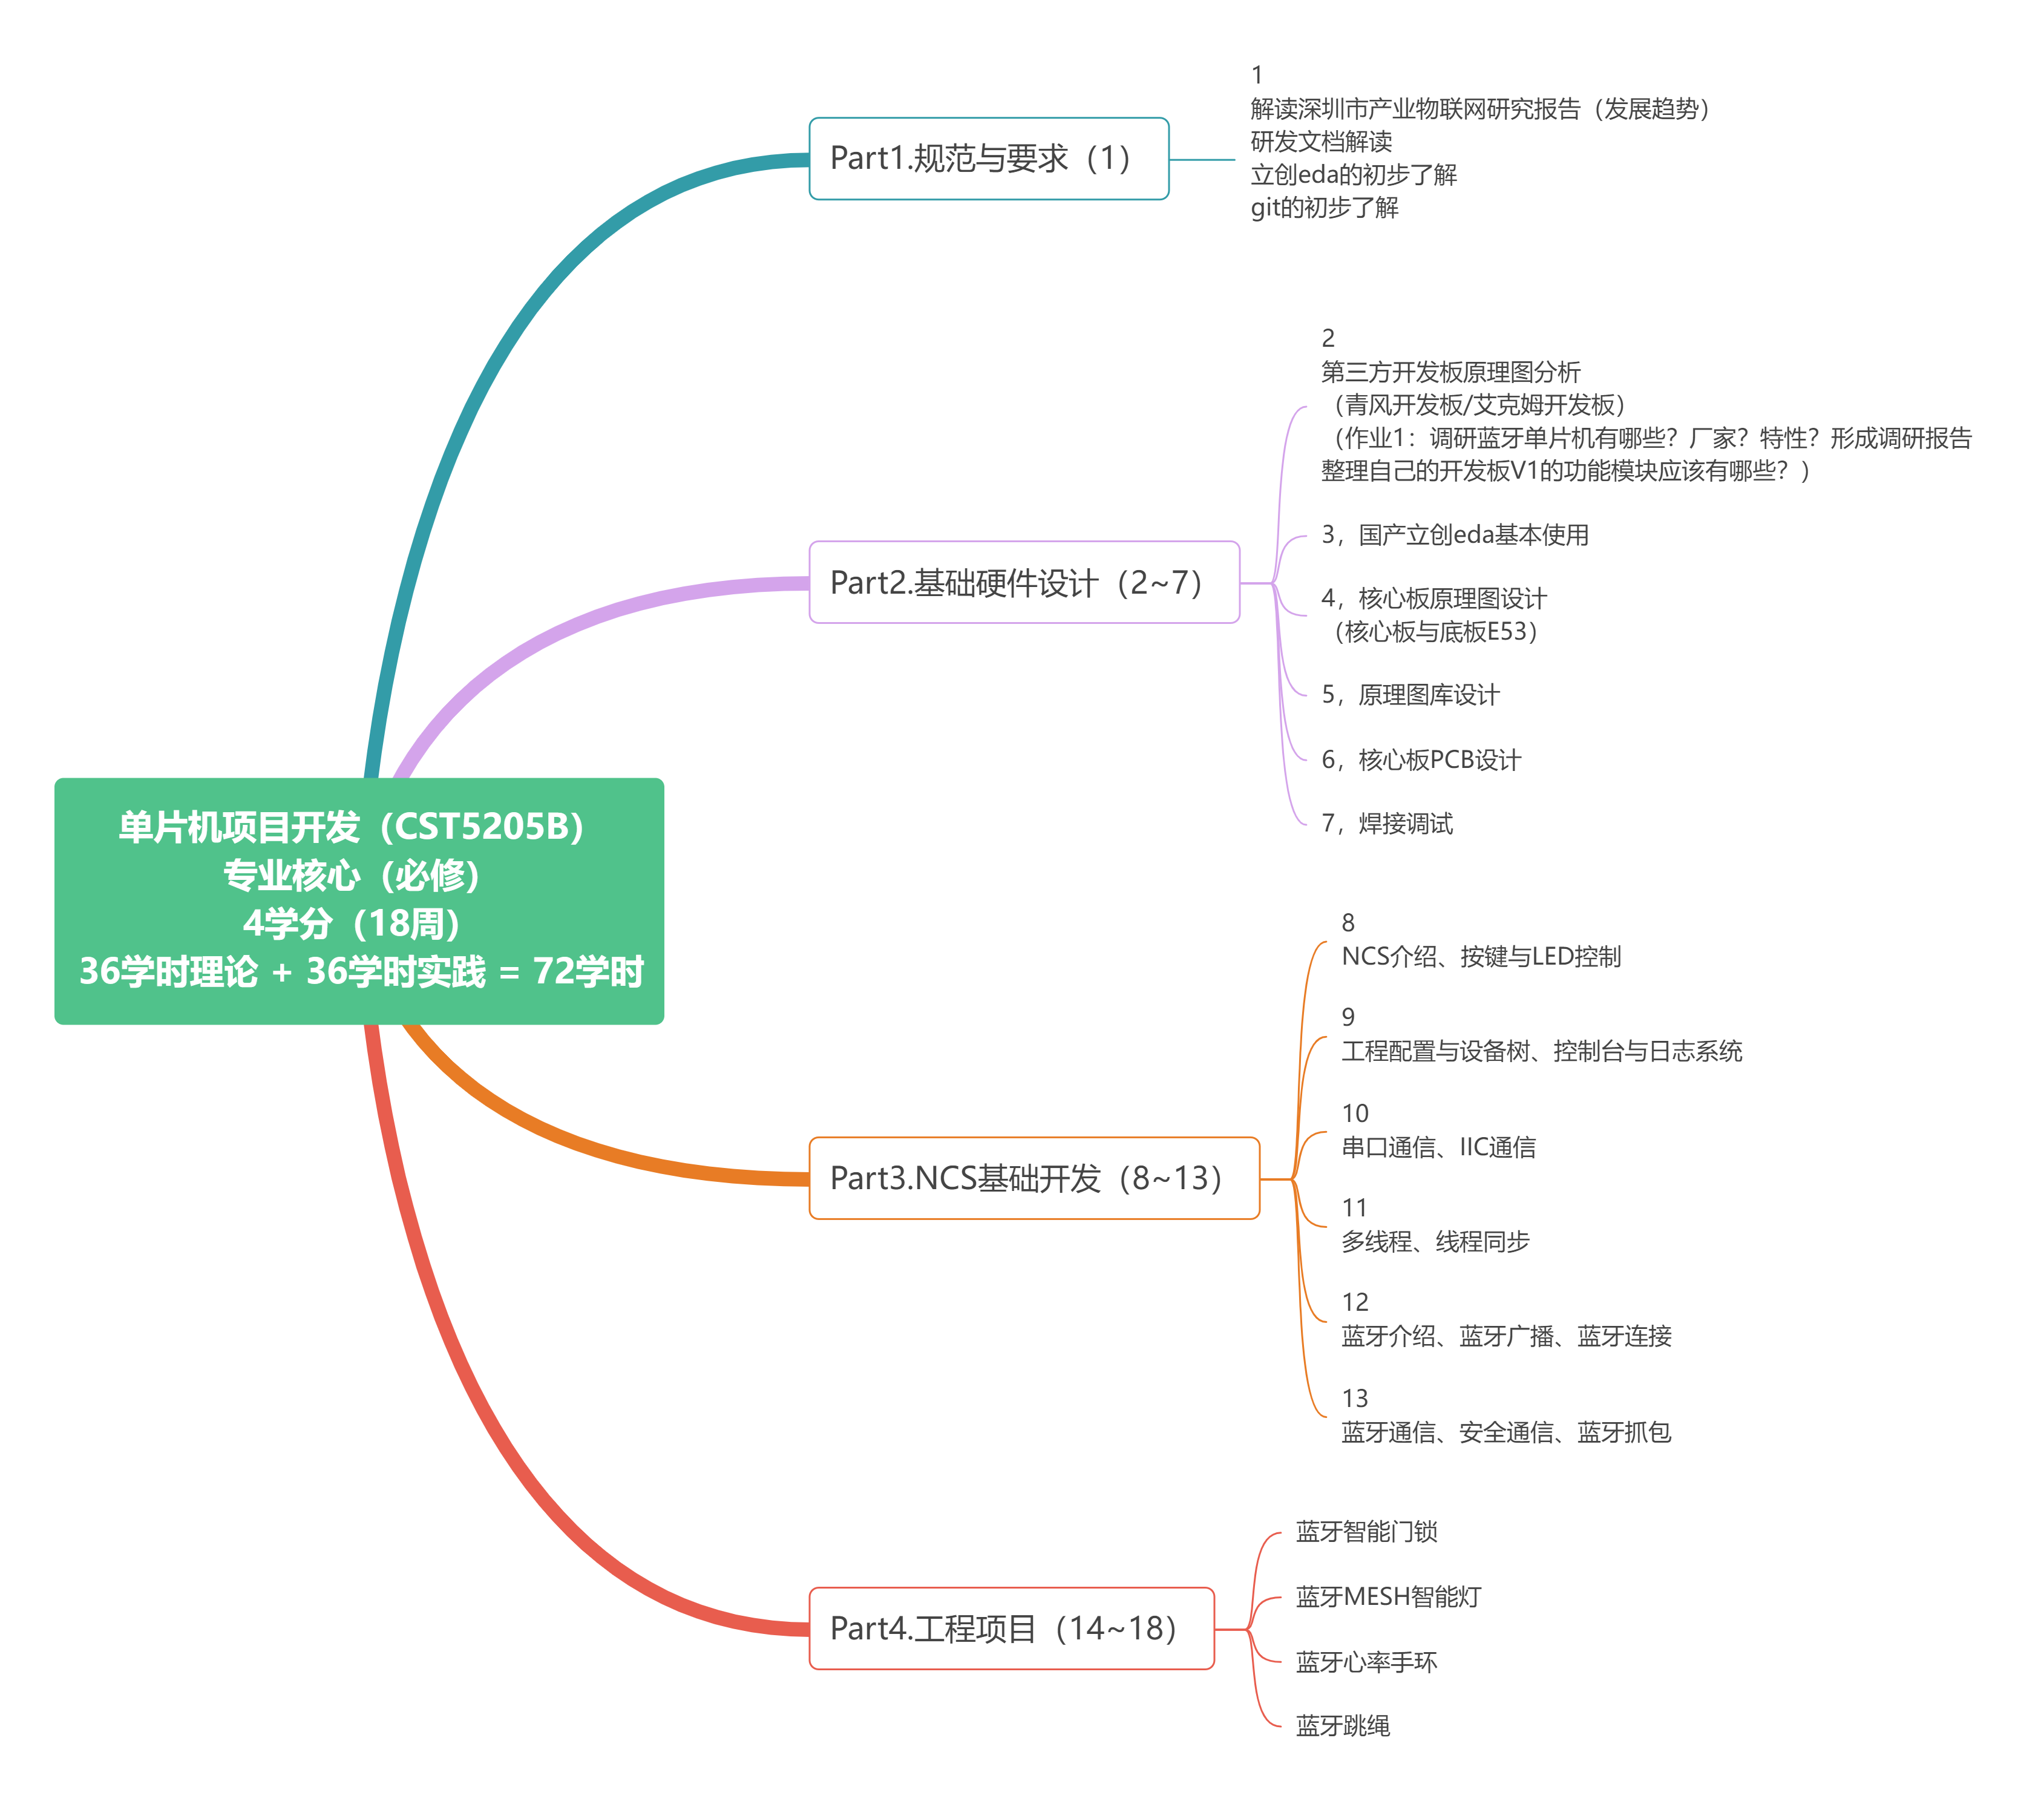 单片机项目开发（CST5205B）
专业核心（必修）
4学分（18周）
36学时理论 + 36学时实践 = 72学时
Part1.规范与要求（1）
1
解读深圳市产业物联网研究报告（发展趋势）
研发文档解读
立创eda的初步了解
git的初步了解
Part2.基础硬件设计（2~7）
2
第三方开发板原理图分析
（青风开发板/艾克姆开发板）
（作业1：调研蓝牙单片机有哪些？厂家？特性？形成调研报告
整理自己的开发板V1的功能模块应该有哪些？）
3，国产立创eda基本使用
4，核心板原理图设计
（核心板与底板E53）
5，原理图库设计
6，核心板PCB设计
7，焊接调试
Part3.NCS基础开发（8~13）
8
NCS介绍、按键与LED控制
9
工程配置与设备树、控制台与日志系统
10
串口通信、IIC通信
11
多线程、线程同步
12
蓝牙介绍、蓝牙广播、蓝牙连接
13
蓝牙通信、安全通信、蓝牙抓包
Part4.工程项目（14~18）
蓝牙智能门锁
蓝牙MESH智能灯
蓝牙心率手环
蓝牙跳绳